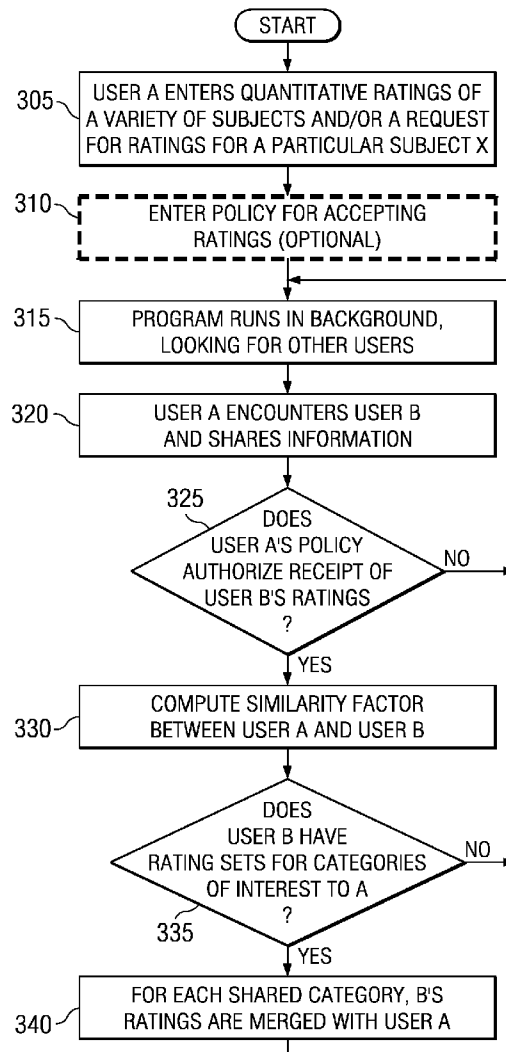 START
305
USER A ENTERS QUANTITATIVE RATINGS OF
A VARIETY OF SUBJECTS AND/OR A REQUEST
FOR RATINGS FOR A PARTICULAR SUBJECT X
310
ENTER POLICY FOR ACCEPTING
RATINGS (OPTIONAL)
315
PROGRAM RUNS IN BACKGROUND,
LOOKING FOR OTHER USERS
320
USER A ENCOUNTERS USER B
AND SHARES INFORMATION
325
DOES
USER A'S POLICY
AUTHORIZE RECEIPT OF
USER B'S RATINGS
?
NO
YES
330
COMPUTE SIMILARITY FACTOR
BETWEEN USER A AND USER B
DOES
USER B HAVE
RATING SETS FOR CATEGORIES
OF INTEREST TO A
?
335
NO
YES
340
FOR EACH SHARED CATEGORY, B'S
RATINGS ARE MERGED WITH USER A